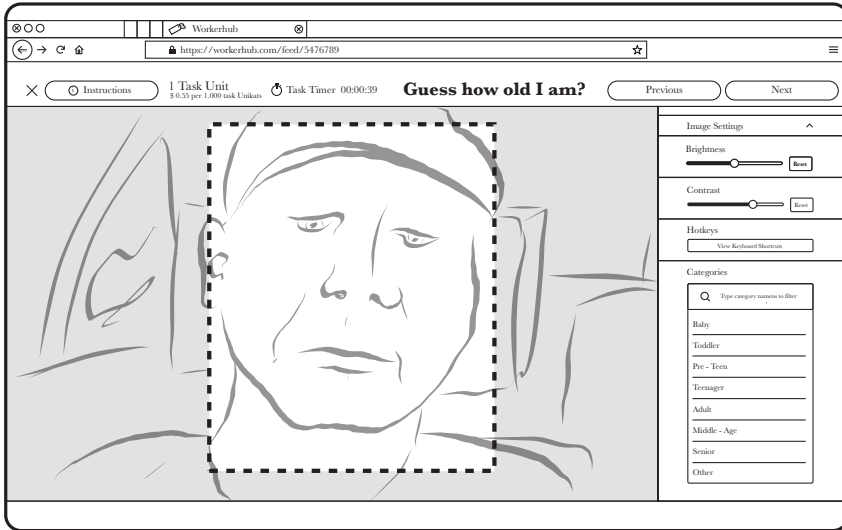 Workerhub
https://workerhub.com/feed/5476789
Instructions
1 Task Unit
$ 0.55 per 1.000 task Unikats
Task Timer 00:00:39
Guess how old I am?
Previous
Next
Image Settings
Brightness
Reset
Contrast
Reset
Hotkeys
View Keyboard Shortcuts
Categories
Type category namens to filter
Baby
Toddler
Pre - Teen
Teenager
Adult
Middle - Age
Senior
Other